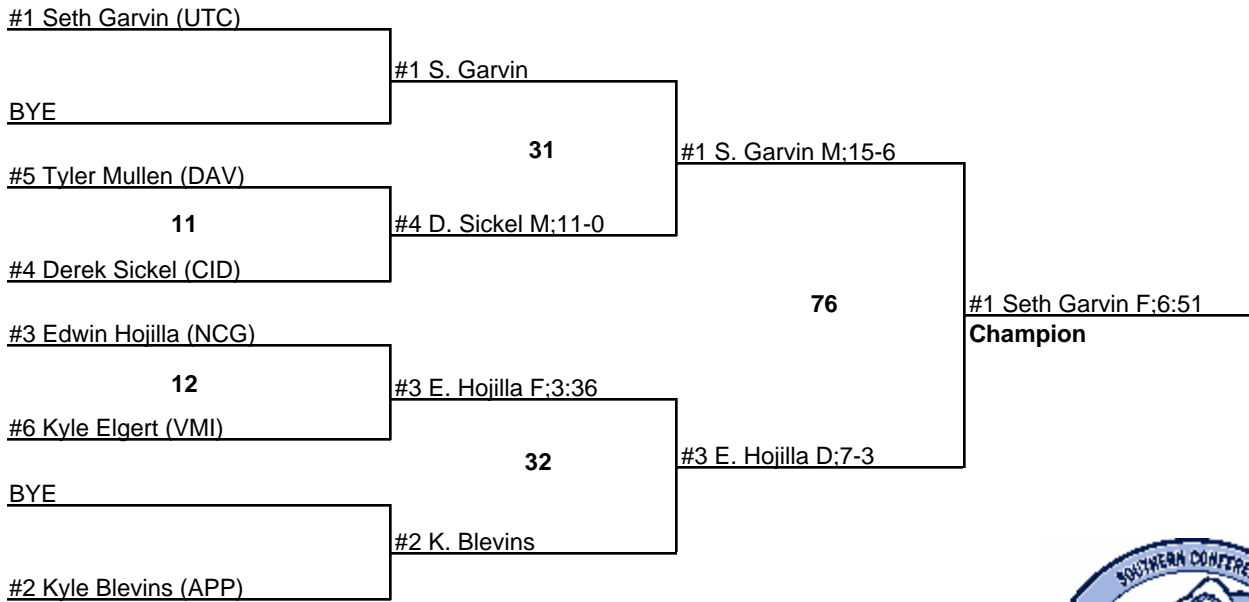 #1 Seth Garvin (UTC)
#1 S. Garvin
BYE
31
#1 S. Garvin M;15-6
#5 Tyler Mullen (DAV)
11
#4 D. Sickel M;11-0
#4 Derek Sickel (CID)
76
#1 Seth Garvin F;6:51
Champion
#3 Edwin Hojilla (NCG)
12
#3 E. Hojilla F;3:36
#6 Kyle Elgert (VMI)
32
#3 E. Hojilla D;7-3
BYE
#2 K. Blevins
#2 Kyle Blevins (APP)
SOUTHERN